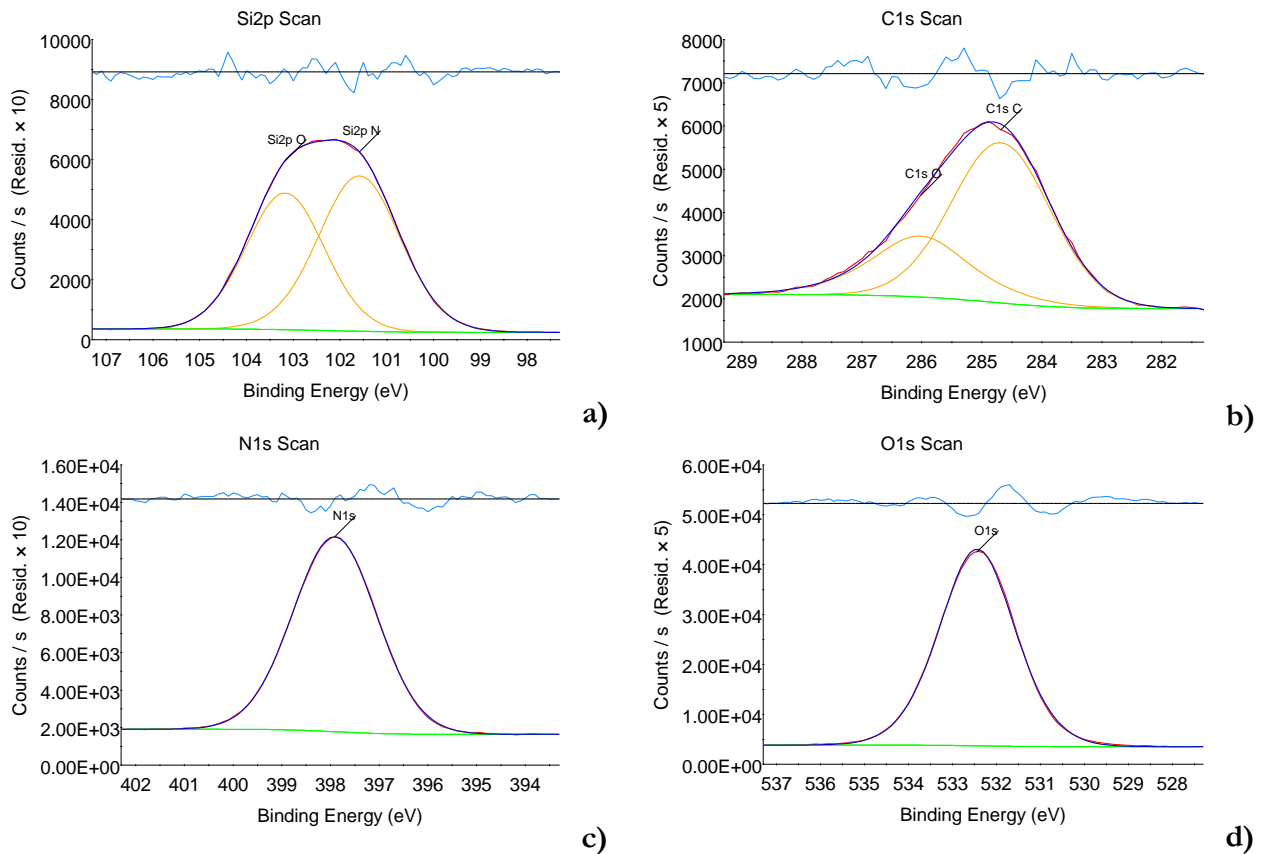 Si2p Scan
10000
8000
6000
4000
2000
0
Counts / s (Resid. × 10)
Si2p O
Si2p N
107 106 105 104 103 102 101 100 99 98
Binding Energy (eV)
a)
C1s Scan
8000
7000
6000
5000
4000
3000
2000
1000
Counts / s (Resid. × 5)
C1s C
C1s O
289 288 287 286 285 284 283 282
Binding Energy (eV)
b)
N1s Scan
1.60E+04
1.40E+04
1.20E+04
1.00E+04
8.00E+03
6.00E+03
4.00E+03
2.00E+03
0.00E+00
Counts / s (Resid. × 10)
N1s
402 401 400 399 398 397 396 395 394
Binding Energy (eV)
c)
O1s Scan
6.00E+04
5.00E+04
4.00E+04
3.00E+04
2.00E+04
1.00E+04
0.00E+00
Counts / s (Resid. × 5)
O1s
537 536 535 534 533 532 531 530 529 528
Binding Energy (eV)
d)